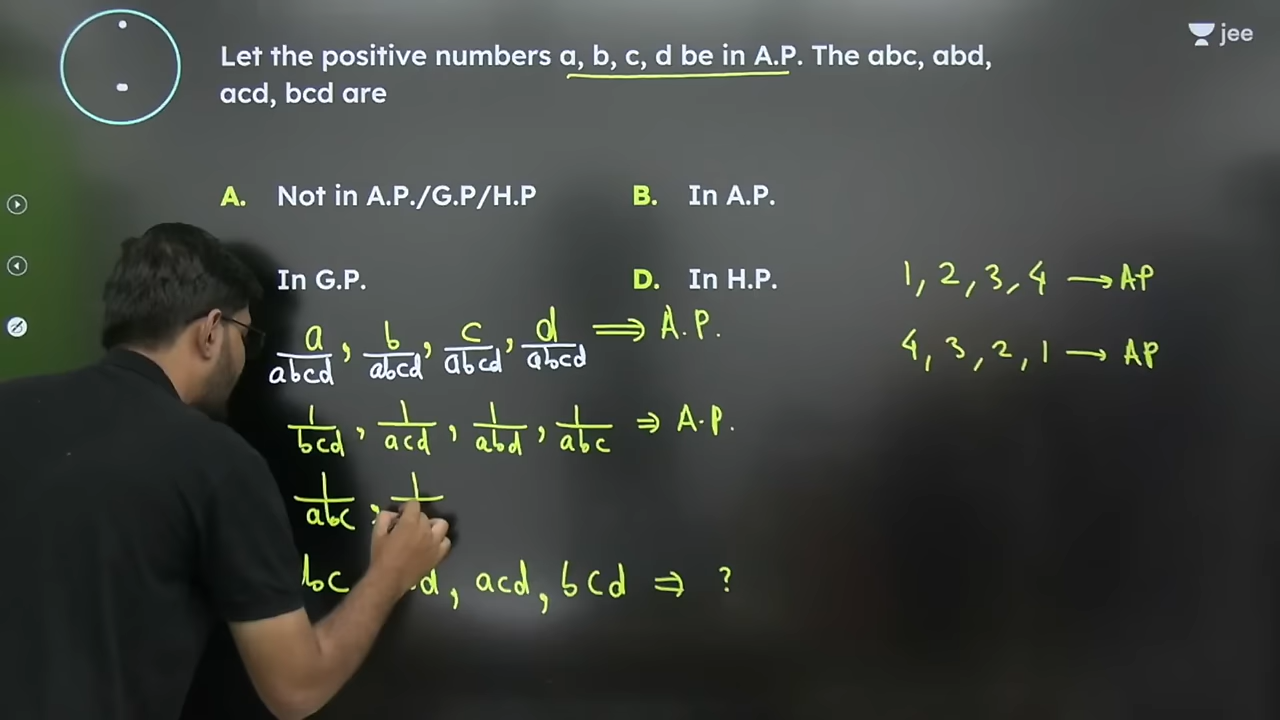 jee
Let the positive numbers a, b, c, d be in A.P. The abc, abd,
acd, bcd are
A. Not in A.P./G.P/H.P
B. In A.P.
In G.P.
D. In H.P.
a/abcd, b/abcd, c/abcd, d/abcd ⟹ A.P.
1/bcd, 1/acd, 1/abd, 1/abc ⇒ A.P.
1/abc, 1/
acd, bcd ⇒ ?
1, 2, 3, 4 → AP
4, 3, 2, 1 → AP